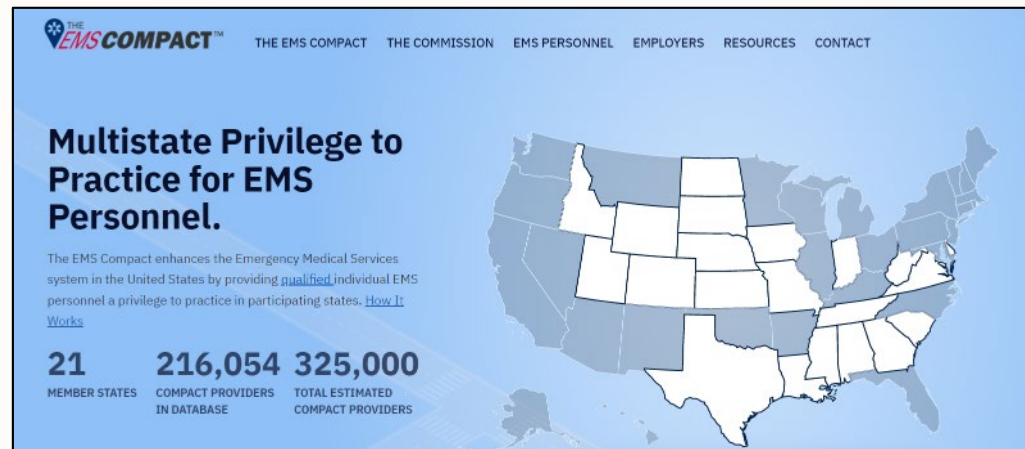 THE
EMS COMPACT™
THE EMS COMPACT THE COMMISSION EMS PERSONNEL EMPLOYERS RESOURCES CONTACT
Multistate Privilege to
Practice for EMS
Personnel.
The EMS Compact enhances the Emergency Medical Services
system in the United States by providing qualified individual EMS
personnel a privilege to practice in participating states. How It
Works
21 216,054 325,000
MEMBER STATES COMPACT PROVIDERS TOTAL ESTIMATED
IN DATABASE COMPACT PROVIDERS